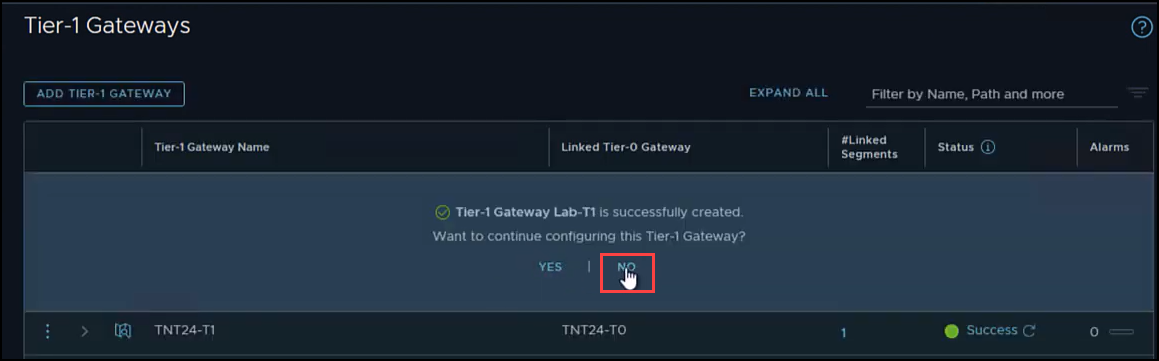 Tier-1 Gateways
?
ADD TIER-1 GATEWAY
EXPAND ALL
Filter by Name, Path and more
Tier-1 Gateway Name
Linked Tier-0 Gateway
#Linked
Segments
Status
Alarms
Tier-1 Gateway Lab-T1 is successfully created.
Want to continue configuring this Tier-1 Gateway?
YES | NO
TNT24-T1
TNT24-T0
1
Success
0